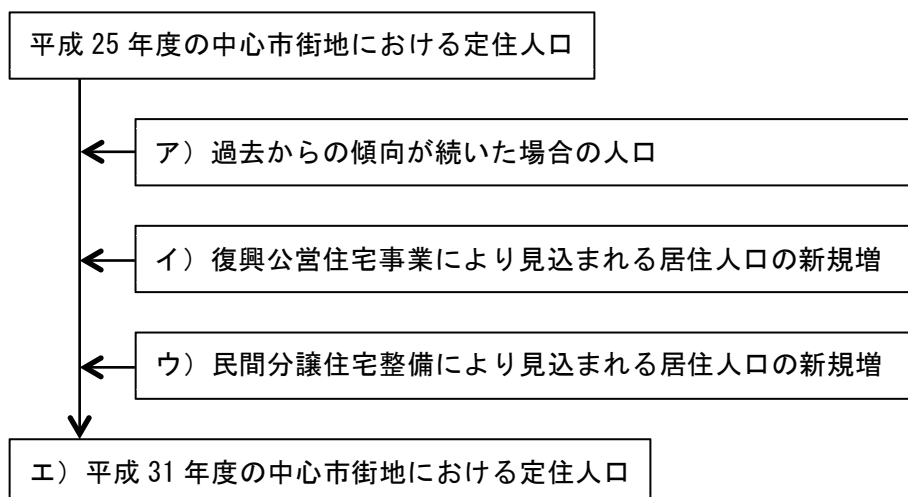 平成 25 年度の中心市街地における定住人口
ア）過去からの傾向が続いた場合の人口
イ）復興公営住宅事業により見込まれる居住人口の新規増
ウ）民間分譲住宅整備により見込まれる居住人口の新規増
エ）平成 31 年度の中心市街地における定住人口